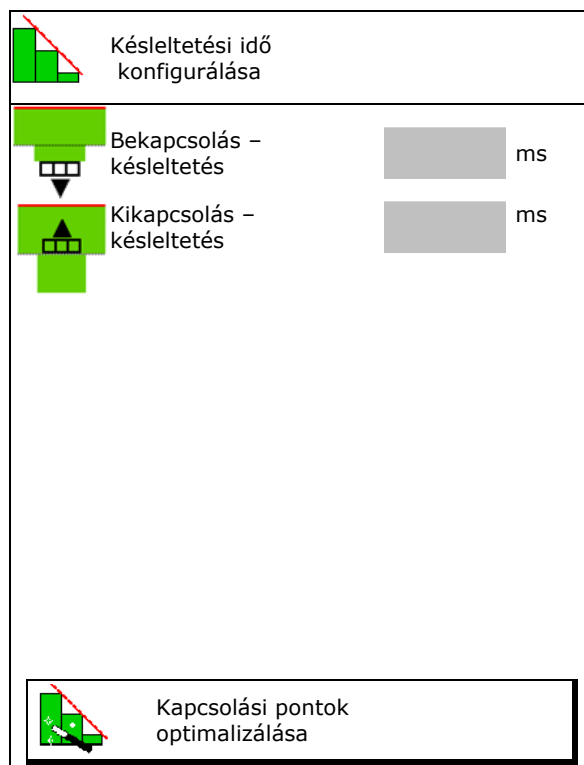 Késleltetési idő
konfigurálása
Bekapcsolás –
késleltetés
ms
Kikapcsolás –
késleltetés
ms
Kapcsolási pontok
optimalizálása